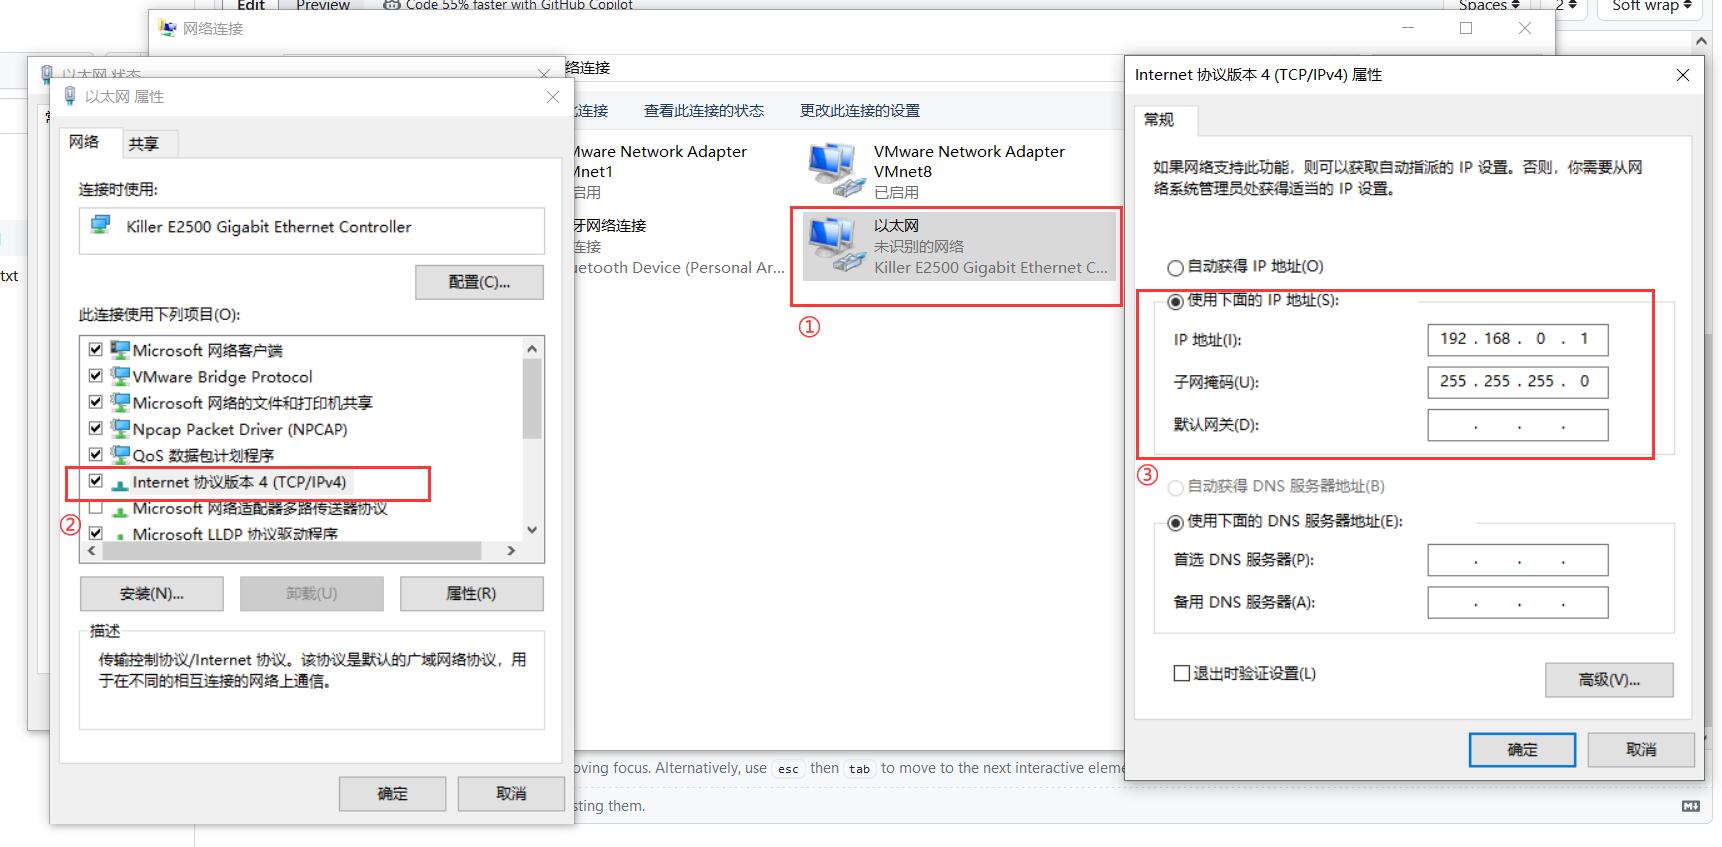 Edit
Preview
Code 55% faster with GitHub Copilot
Spaces
2
Soft wrap
网络连接
以太网 状态
络连接
连接
查看此连接的状态
更改此连接的设置
Mware Network Adapter
Mnet1
启用
VMware Network Adapter
VMnet8
已启用
牙网络连接
连接
uetooth Device (Personal Ar...
以太网
未识别的网络
Killer E2500 Gigabit Ethernet C...
①
txt
以太网 属性
网络
共享
连接时使用:
Killer E2500 Gigabit Ethernet Controller
配置(C)...
此连接使用下列项目(O):
Microsoft 网络客户端
VMware Bridge Protocol
Microsoft 网络的文件和打印机共享
Npcap Packet Driver (NPCAP)
QoS 数据包计划程序
Internet 协议版本 4 (TCP/IPv4)
Microsoft 网络适配器多路传送器协议
②
Microsoft LLDP 协议驱动程序
安装(N)...
卸载(U)
属性(R)
描述
传输控制协议/Internet 协议。该协议是默认的广域网络协议，用
于在不同的相互连接的网络上通信。
确定
取消
Internet 协议版本 4 (TCP/IPv4) 属性
常规
如果网络支持此功能，则可以获取自动指派的 IP 设置。否则，你需要从网
络系统管理员处获得适当的 IP 设置。
自动获得 IP 地址(O)
使用下面的 IP 地址(S):
IP 地址(I):
192 . 168 . 0 . 1
子网掩码(U):
255 . 255 . 255 . 0
默认网关(D):
. . .
③
自动获得 DNS 服务器地址(B)
使用下面的 DNS 服务器地址(E):
首选 DNS 服务器(P):
. . .
备用 DNS 服务器(A):
. . .
退出时验证设置(L)
高级(V)...
确定
取消
oving focus. Alternatively, use esc then tab to move to the next interactive eleme
sting them.